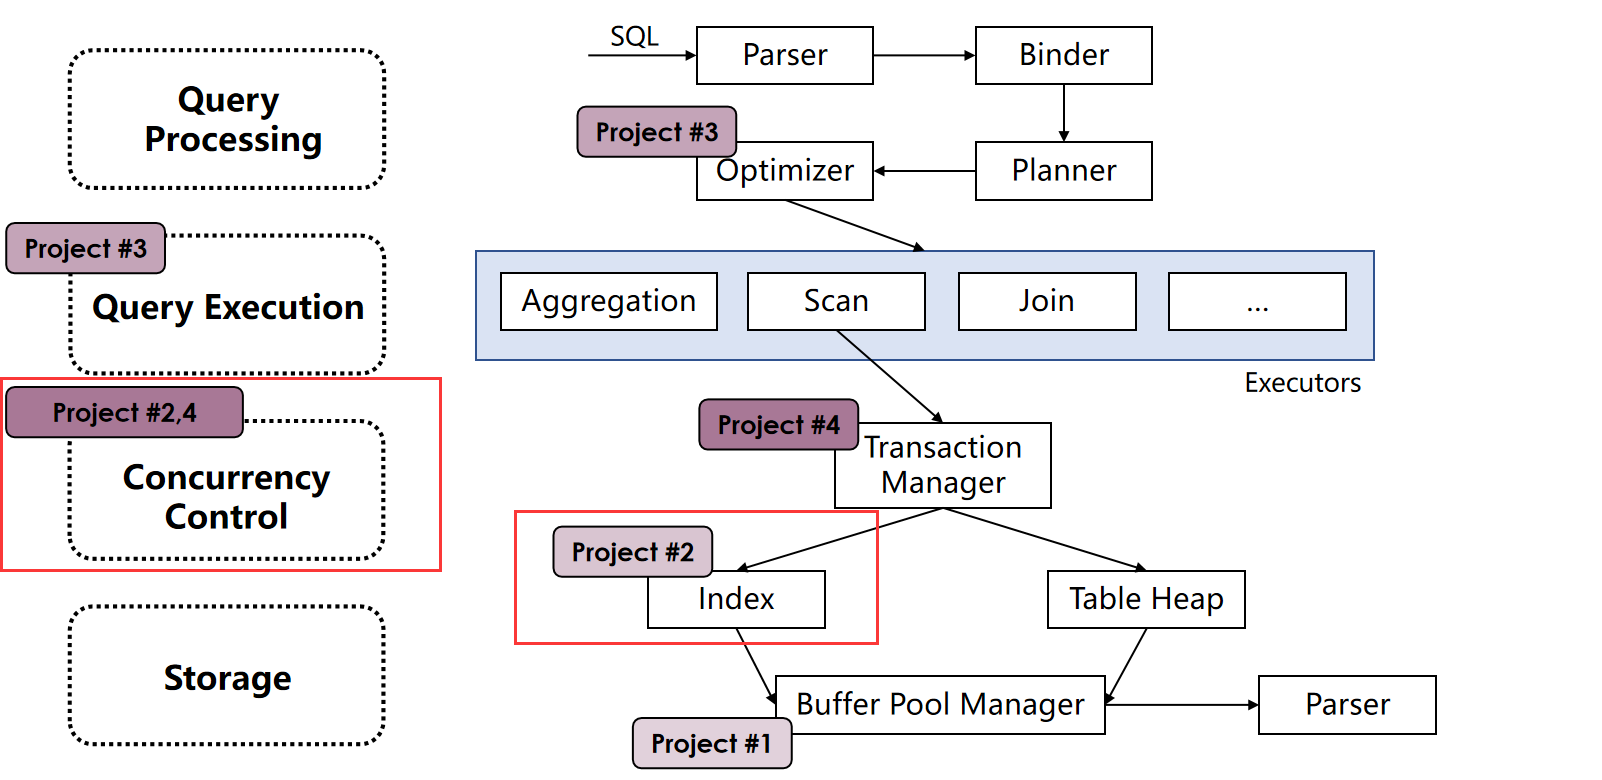 SQL
Parser
Binder
Query
Processing
Project #3
Optimizer
Planner
Project #3
Query Execution
Aggregation
Scan
Join
...
Executors
Project #2,4
Concurrency
Control
Project #4
Transaction
Manager
Project #2
Index
Table Heap
Storage
Buffer Pool Manager
Parser
Project #1